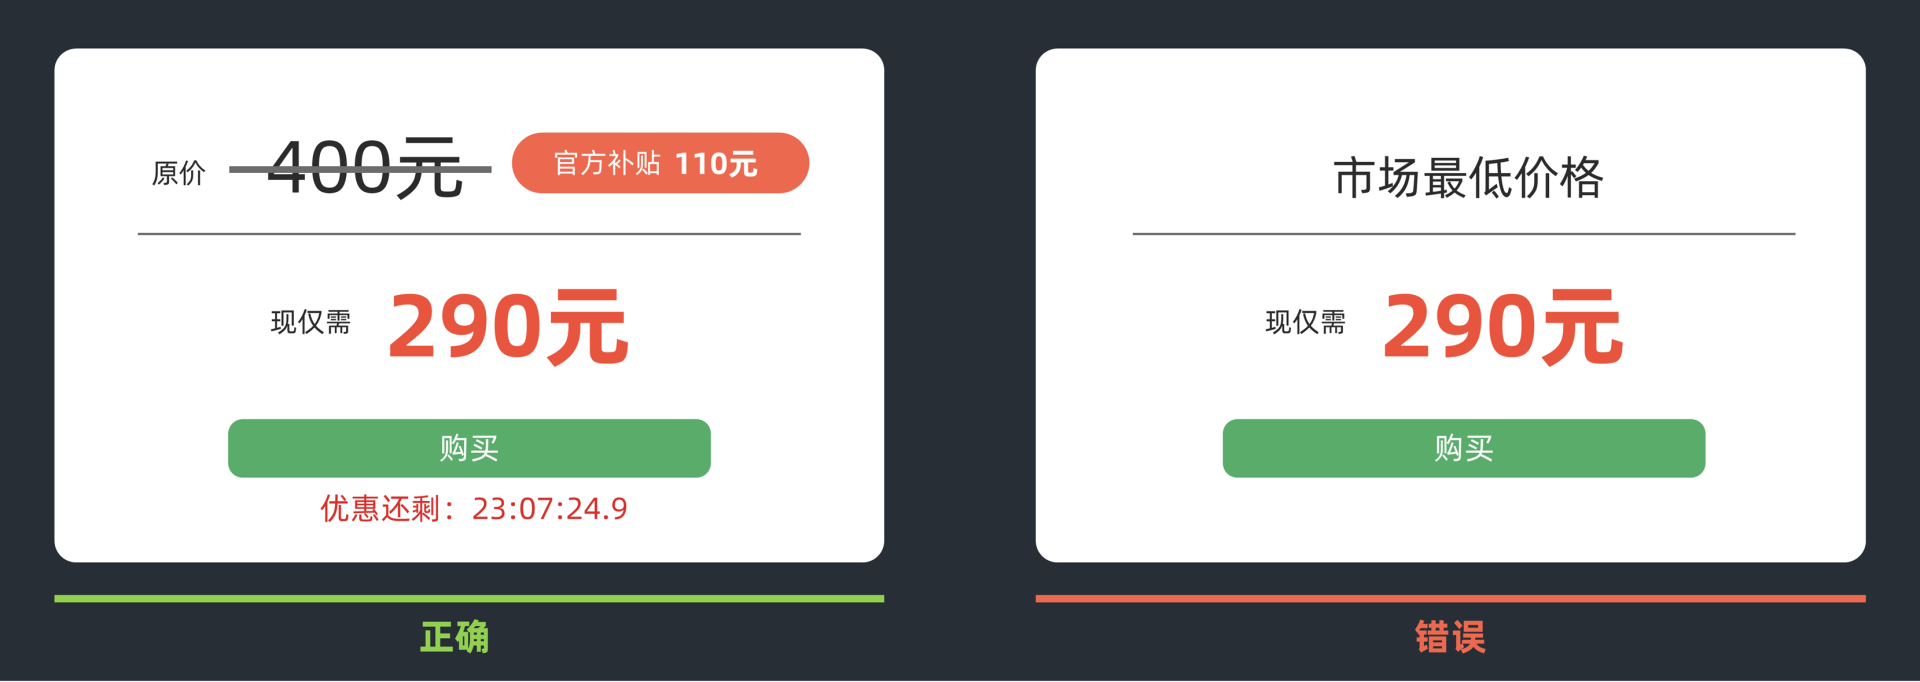 原价 400元 官方补贴 110元
现仅需 290元
购买
优惠还剩：23:07:24.9
正确
市场最低价格
现仅需 290元
购买
错误